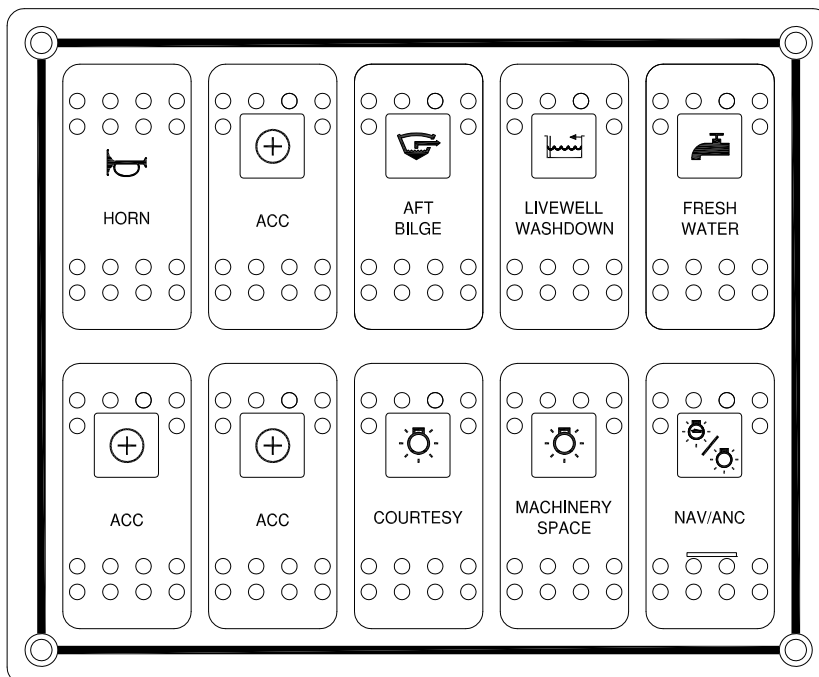 HORN
ACC
AFT
BILGE
LIVEWELL
WASHDOWN
FRESH
WATER
ACC
ACC
COURTESY
MACHINERY
SPACE
NAV/ANC